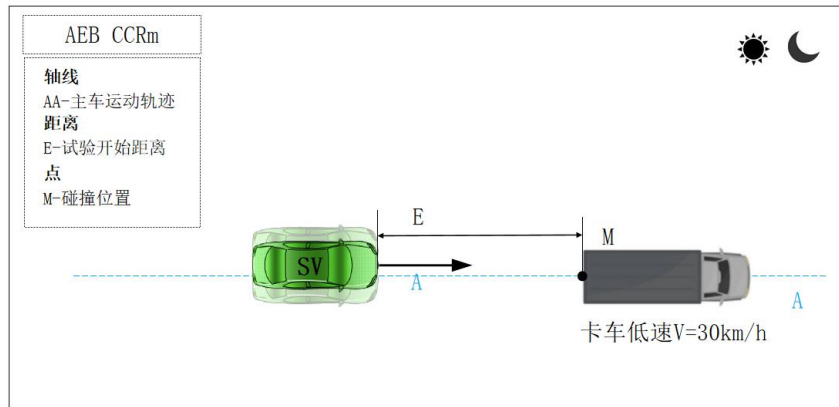 AEB CCRm
轴线
AA-主车运动轨迹
距离
E-试验开始距离
点
M-碰撞位置
E
M
SV
A
A
卡车低速V=30km/h